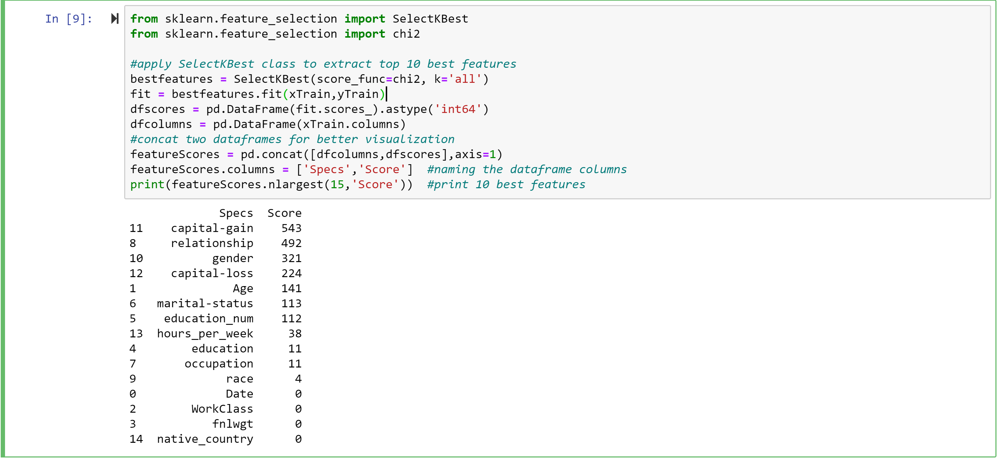 In [9]:
from sklearn.feature_selection import SelectKBest
from sklearn.feature_selection import chi2

#apply SelectKBest class to extract top 10 best features
bestfeatures = SelectKBest(score_func=chi2, k='all')
fit = bestfeatures.fit(xTrain,yTrain)
dfscores = pd.DataFrame(fit.scores_).astype('int64')
dfcolumns = pd.DataFrame(xTrain.columns)
#concat two dataframes for better visualization
featureScores = pd.concat([dfcolumns,dfscores],axis=1)
featureScores.columns = ['Specs','Score']  #naming the dataframe columns
print(featureScores.nlargest(15,'Score'))  #print 10 best features
Specs  Score
11    capital-gain    543
8     relationship    492
10          gender    321
12    capital-loss    224
1              Age    141
6   marital-status    113
5    education_num    112
13  hours_per_week     38
4        education     11
7       occupation     11
9             race      4
0             Date      0
2        WorkClass      0
3           fnlwgt      0
14  native_country      0